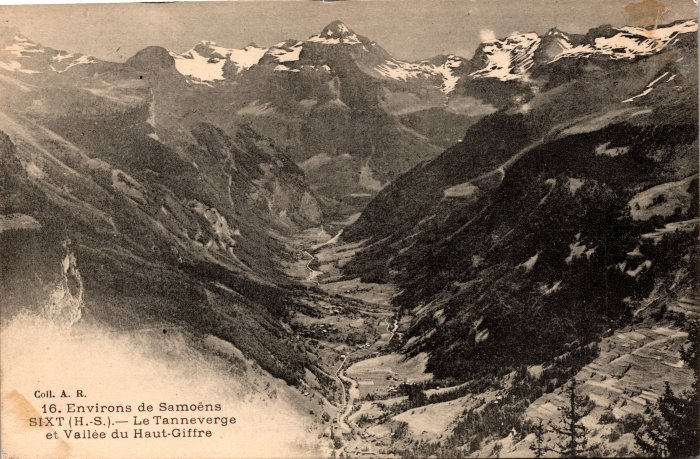 Coll. A. R.
16. Environs de Samoëns
SIXT (H.-S.).— Le Tanneverge
et Vallée du Haut-Giffre